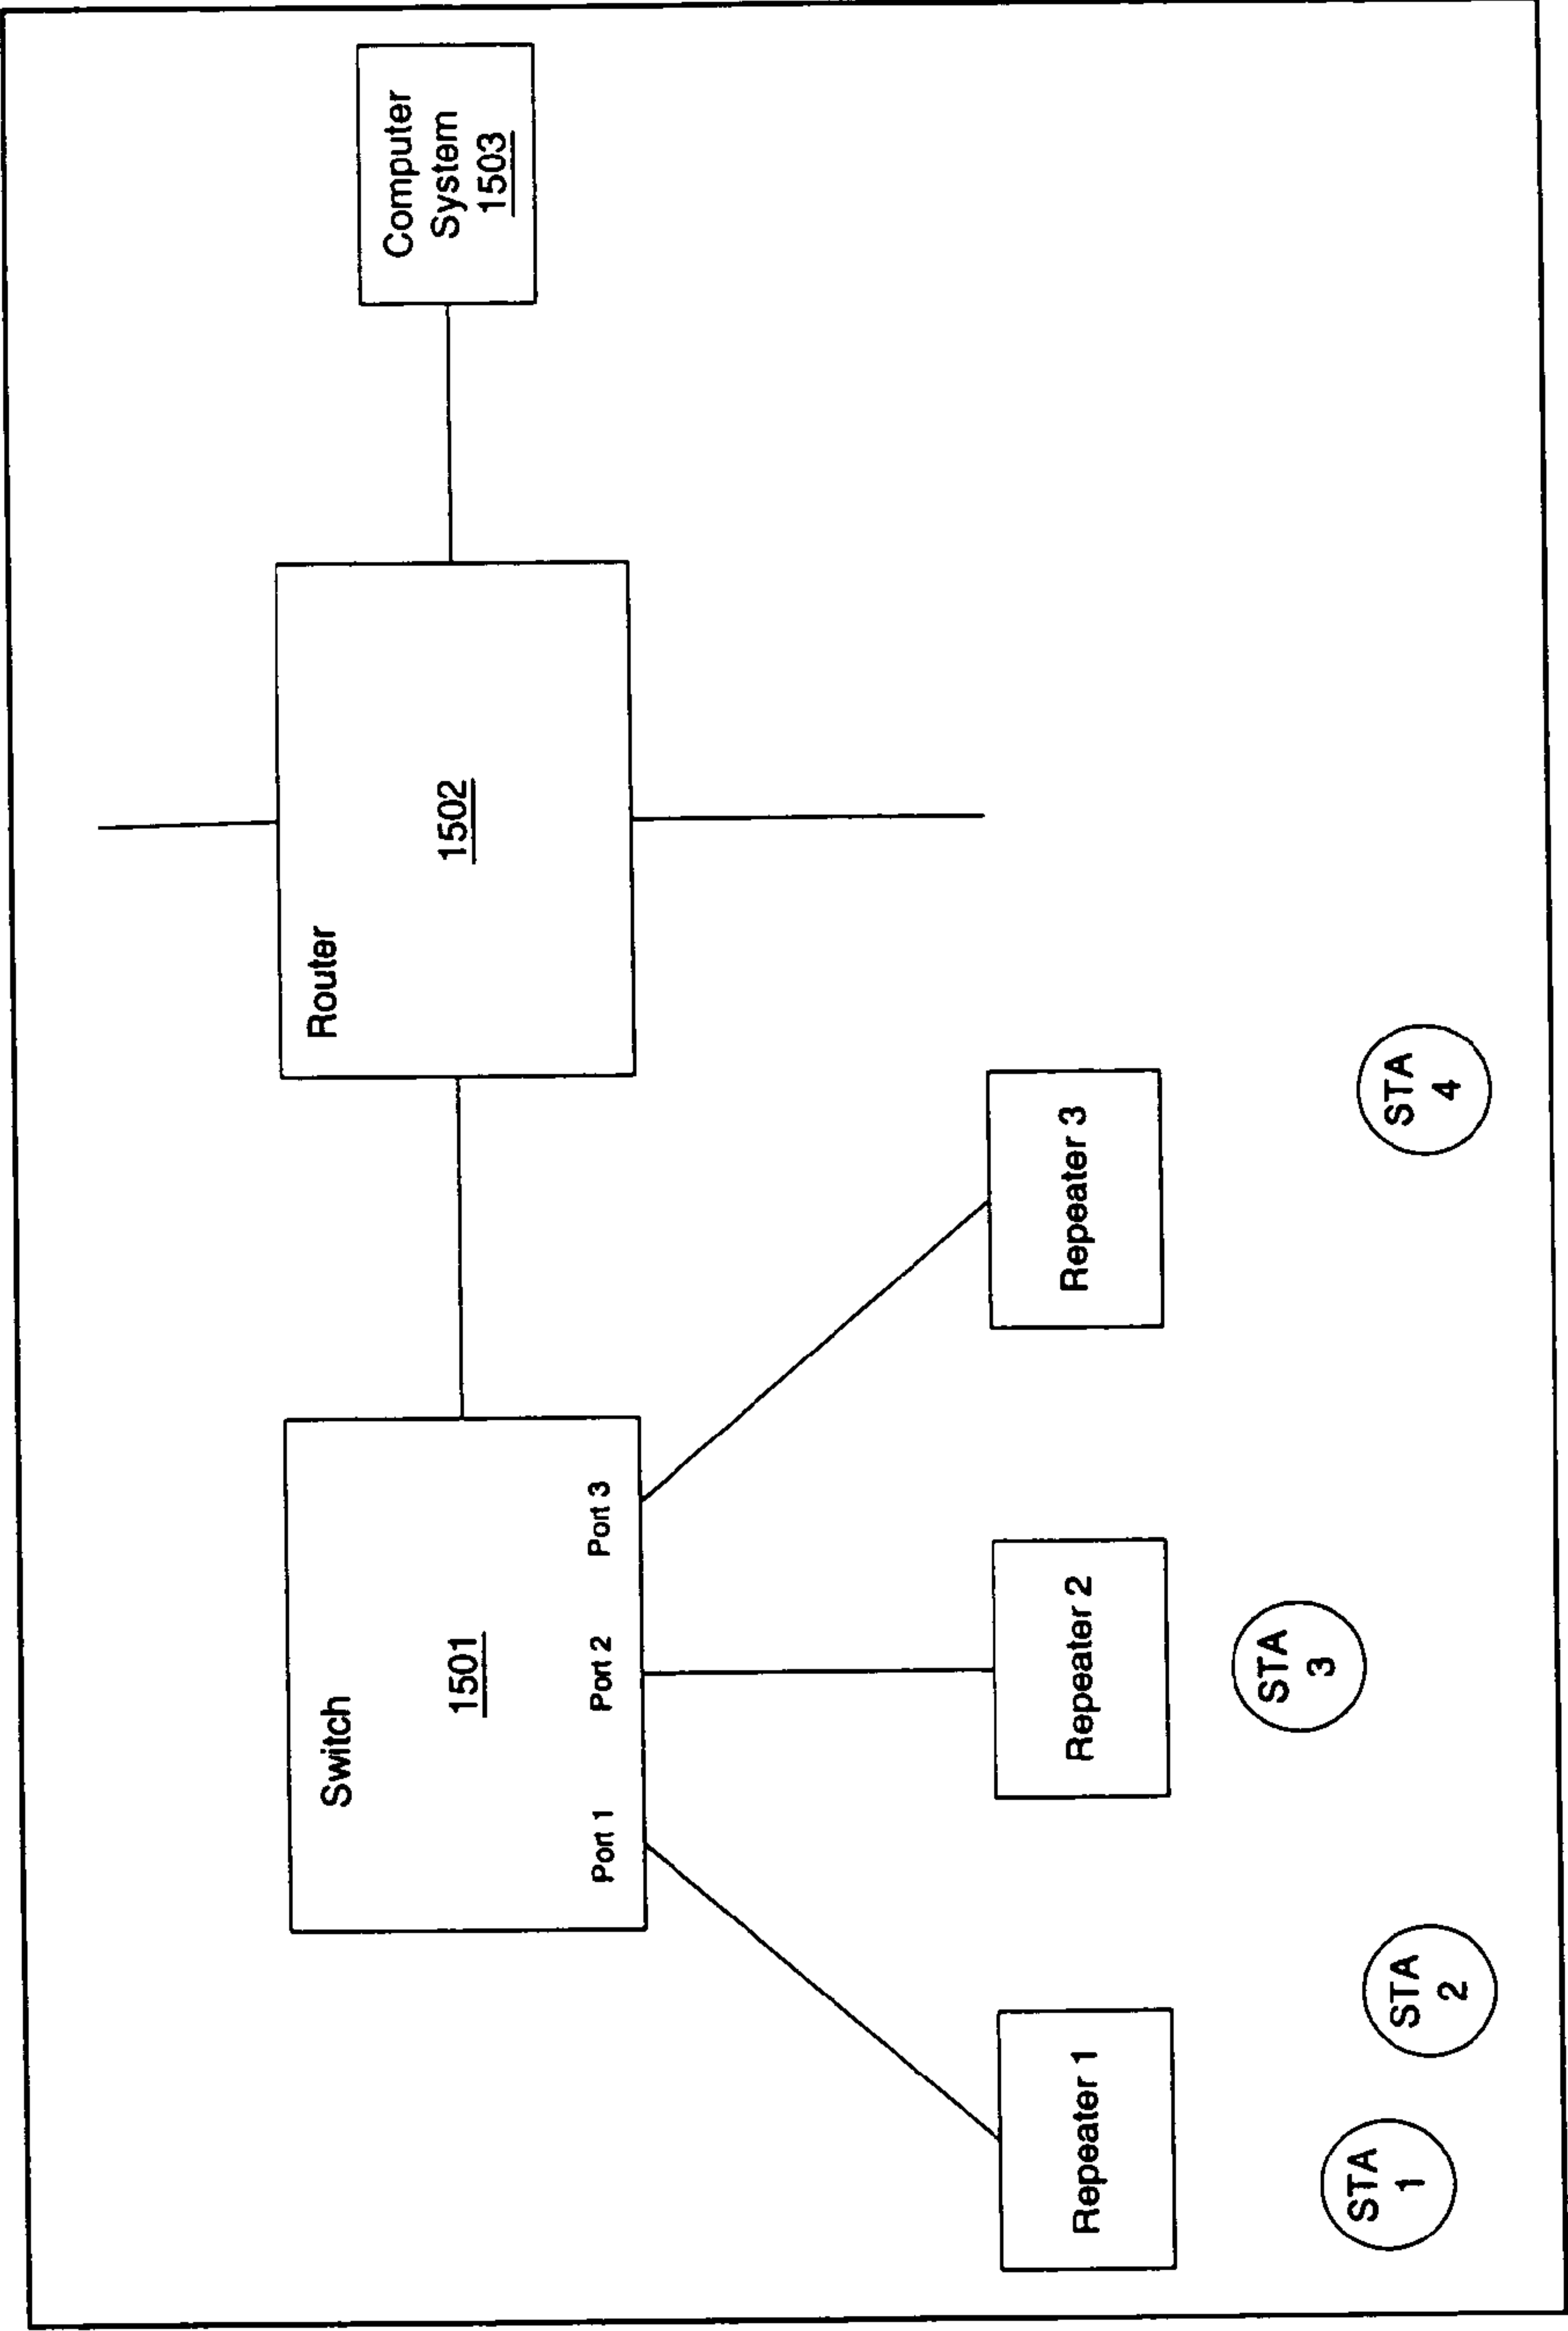 Switch
1501
Port 1
Port 2
Port 3
Router
1502
Computer
System
1503
Repeater 1
Repeater 2
Repeater 3
STA
1
STA
2
STA
3
STA
4